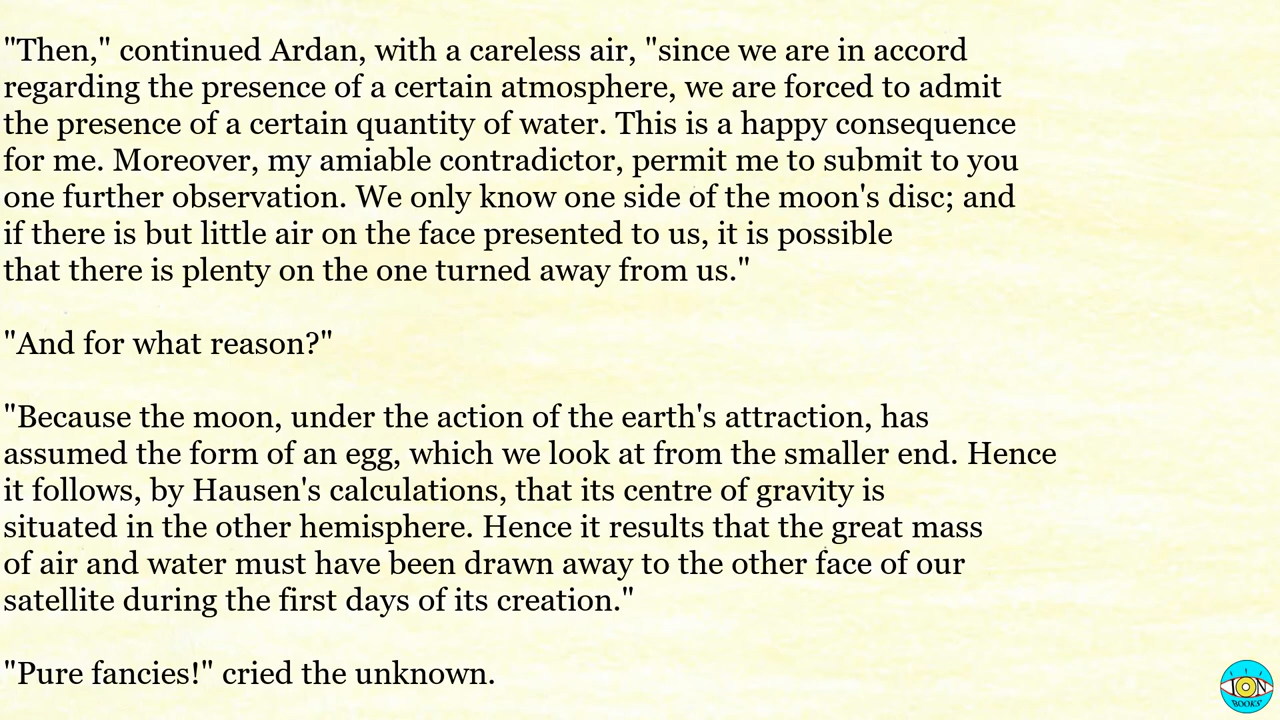 "Then," continued Ardan, with a careless air, "since we are in accord
regarding the presence of a certain atmosphere, we are forced to admit
the presence of a certain quantity of water. This is a happy consequence
for me. Moreover, my amiable contradictor, permit me to submit to you
one further observation. We only know one side of the moon's disc; and
if there is but little air on the face presented to us, it is possible
that there is plenty on the one turned away from us."
"And for what reason?"
"Because the moon, under the action of the earth's attraction, has
assumed the form of an egg, which we look at from the smaller end. Hence
it follows, by Hausen's calculations, that its centre of gravity is
situated in the other hemisphere. Hence it results that the great mass
of air and water must have been drawn away to the other face of our
satellite during the first days of its creation."
"Pure fancies!" cried the unknown.
ION
BOOKS